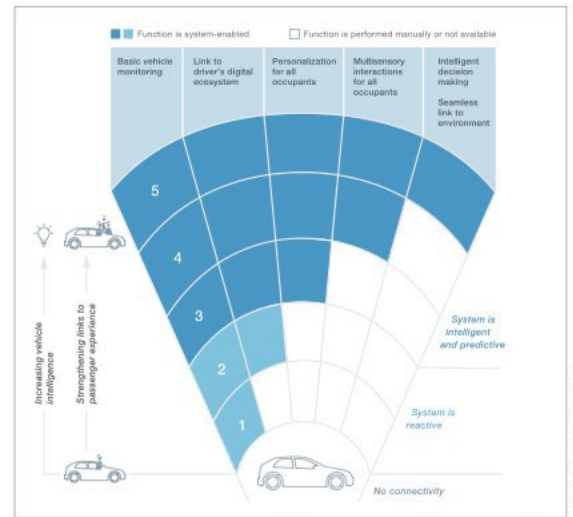 Function is system-enabled
Function is performed manually or not available
Basic vehicle
monitoring
Link to
driver's digital
ecosystem
Personalization
for all
occupants
Multisensory
interactions
for all
occupants
Intelligent
decision
making
Seamless
link to
environment
5
4
3
2
1
Increasing vehicle
intelligence
Strengthening links to
passenger experience
System is
intelligent
and predictive
System is
reactive
No connectivity